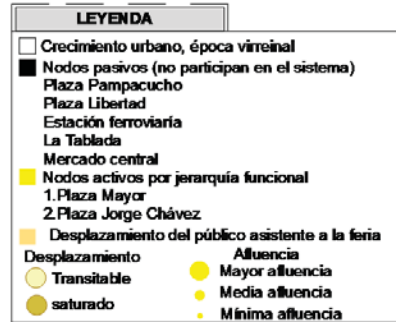 LEYENDA
Crecimiento urbano, época virreinal
Nodos pasivos (no participan en el sistema)
Plaza Pampacucho
Plaza Libertad
Estación ferroviaría
La Tablada
Mercado central
Nodos activos por jerarquía funcional
1.Plaza Mayor
2.Plaza Jorge Chávez
Desplazamiento del público asistente a la feria
Desplazamiento
Transitable
saturado
Afluencia
Mayor afluencia
Media afluencia
Mínima afluencia